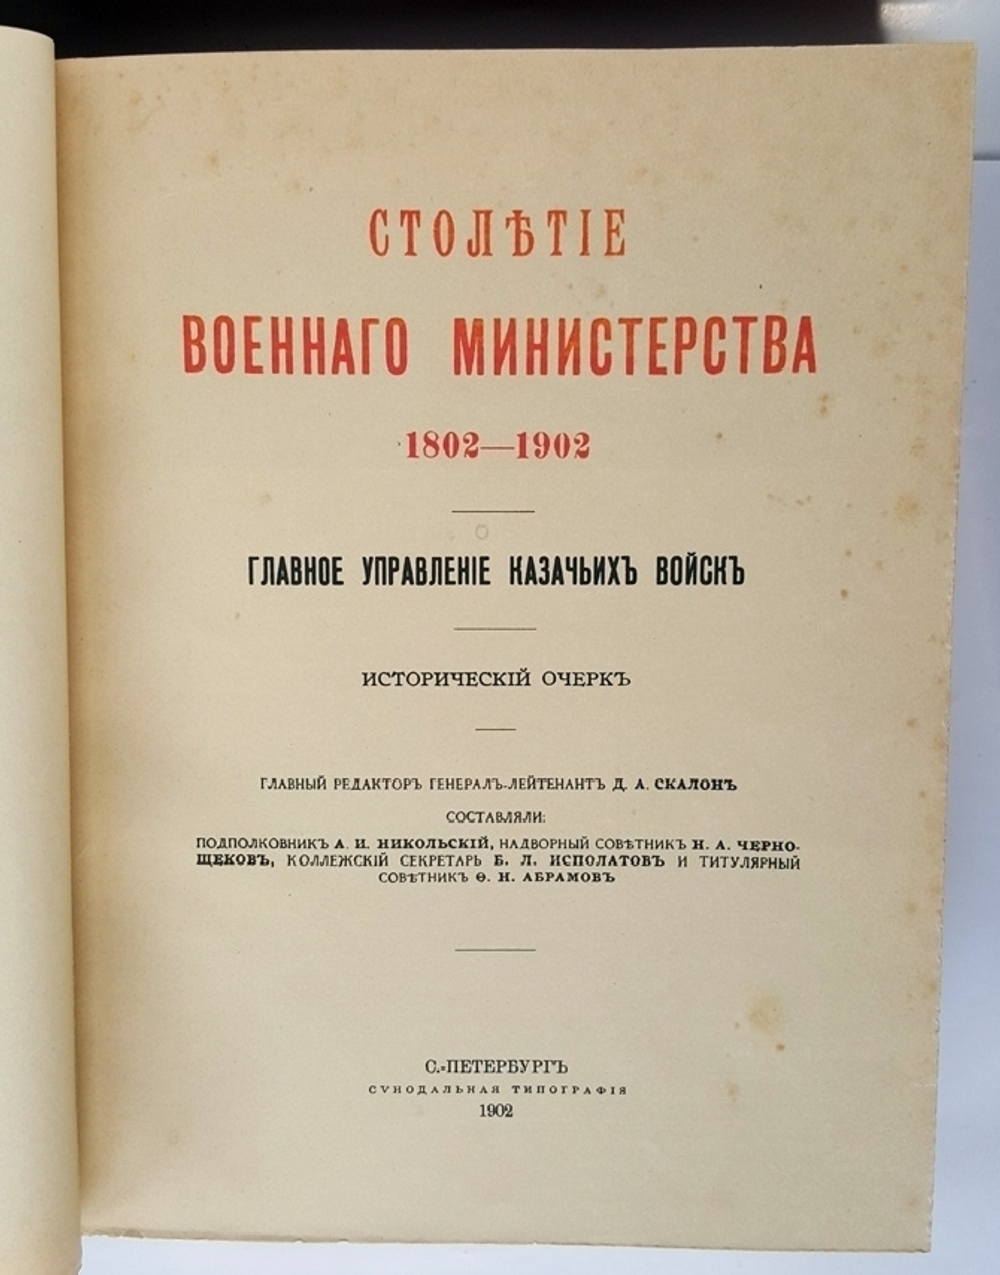 СТОЛѢТІЕ
ВОЕННАГО МИНИСТЕРСТВА
1802—1902
ГЛАВНОЕ УПРАВЛЕНІЕ КАЗАЧЬИХЪ ВОЙСКЪ
ИСТОРИЧЕСКІЙ ОЧЕРКЪ
ГЛАВНЫЙ РЕДАКТОРЪ ГЕНЕРАЛЪ-ЛЕЙТЕНАНТЪ Д. А. СКАЛОНЪ
СОСТАВЛЯЛИ:
ПОДПОЛКОВНИКЪ А. И. НИКОЛЬСКІЙ, НАДВОРНЫЙ СОВѢТНИКЪ Н. А. ЧЕРНО-
ЩЕКОВЪ, КОЛЛЕЖСКІЙ СЕКРЕТАРЬ Б. Л. ИСПОЛАТОВЪ И ТИТУЛЯРНЫЙ
СОВѢТНИКЪ Ѳ. Н. АБРАМОВЪ
С.-ПЕТЕРБУРГЪ
СѴНОДАЛЬНАЯ ТИПОГРАФІЯ
1902